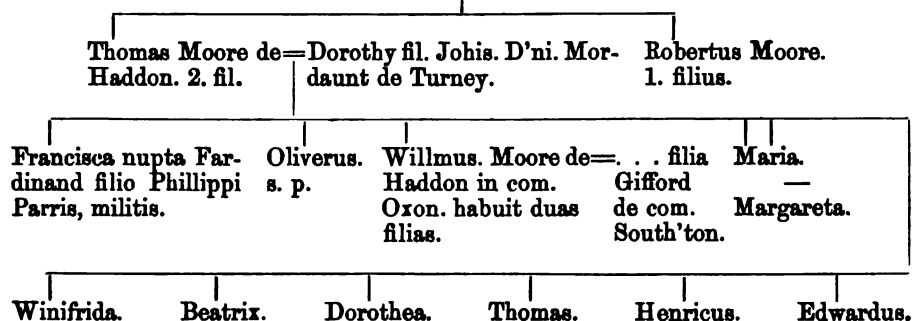 Thomas Moore de=Dorothy fil. Johis. D'ni. Mor-
Haddon. 2. fil.
daunt de Turney.
Robertus Moore.
1. filius.
Francisca nupta Far-
dinand filio Phillippi
Parris, militis.
Oliverus.
s. p.
Willmus. Moore de=. . . filia
Haddon in com.
Gifford
Oxon. habuit duas
de com.
filias.
South'ton.
Maria.
—
Margareta.
Winifrida.
Beatrix.
Dorothea.
Thomas.
Henricus.
Edwardus.